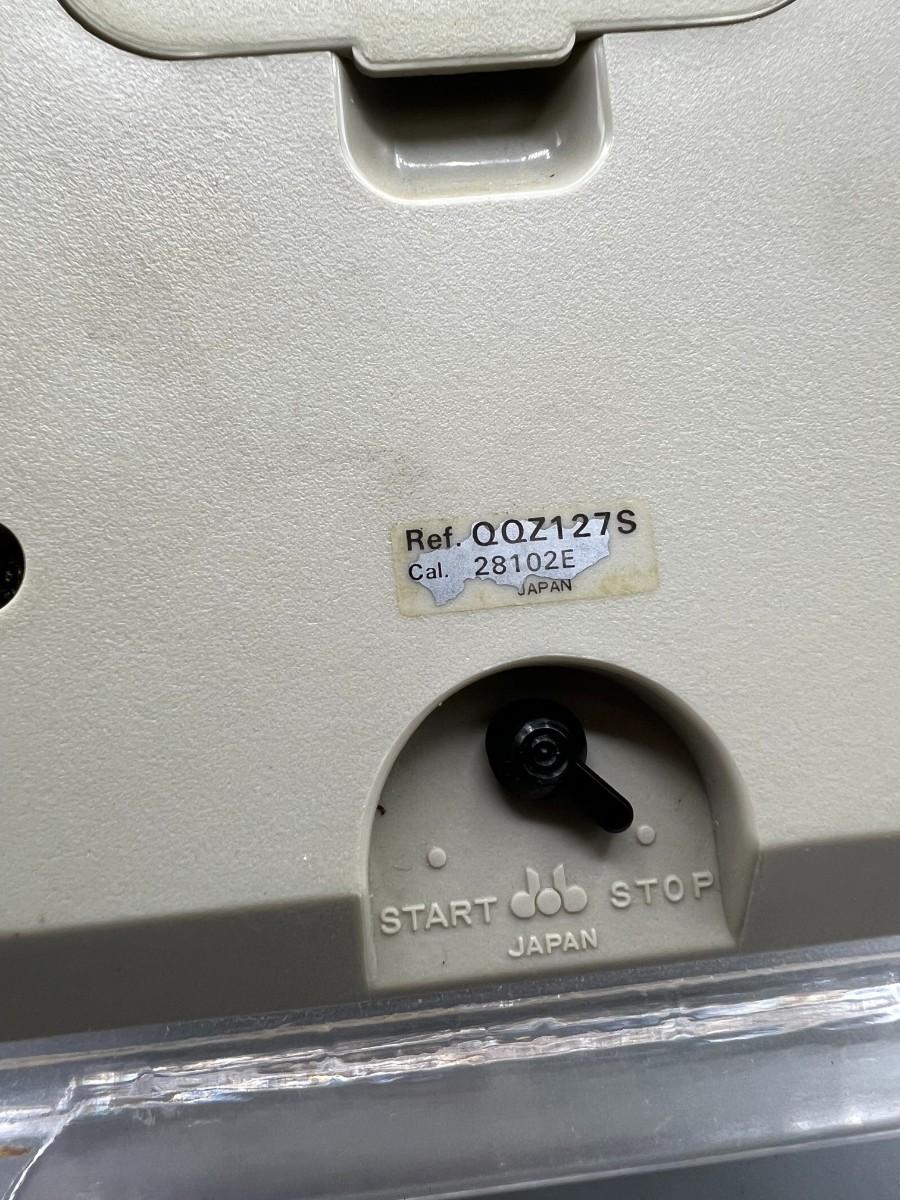 Ref. QQZ127S
Cal. 28102E
JAPAN
START STOP
JAPAN